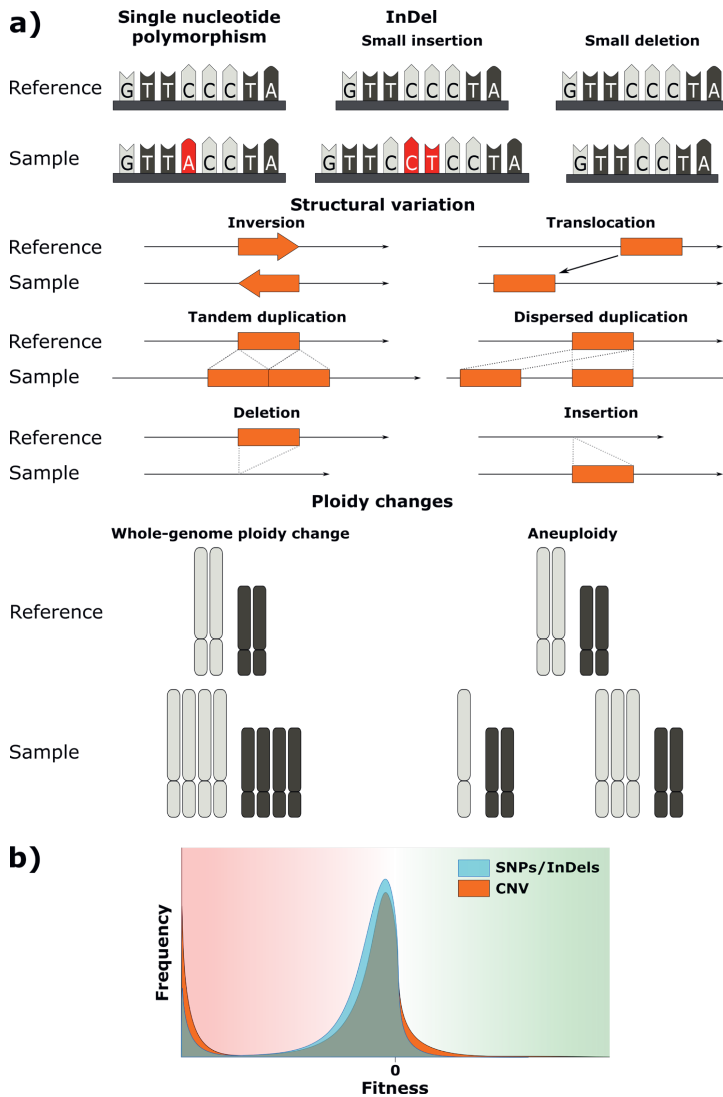 a)
Single nucleotide
polymorphism
InDel
Small insertion
Small deletion
Reference
G T T C C C T A
G T T C C C T A
G T T C C C T A
Sample
G T T A C C T A
G T T C C T C C T A
G T T C C T A
Structural variation
Inversion
Translocation
Reference
Sample
Tandem duplication
Dispersed duplication
Reference
Sample
Deletion
Insertion
Reference
Sample
Ploidy changes
Whole-genome ploidy change
Aneuploidy
Reference
Sample
b)
SNPs/InDels
CNV
Frequency
0
Fitness